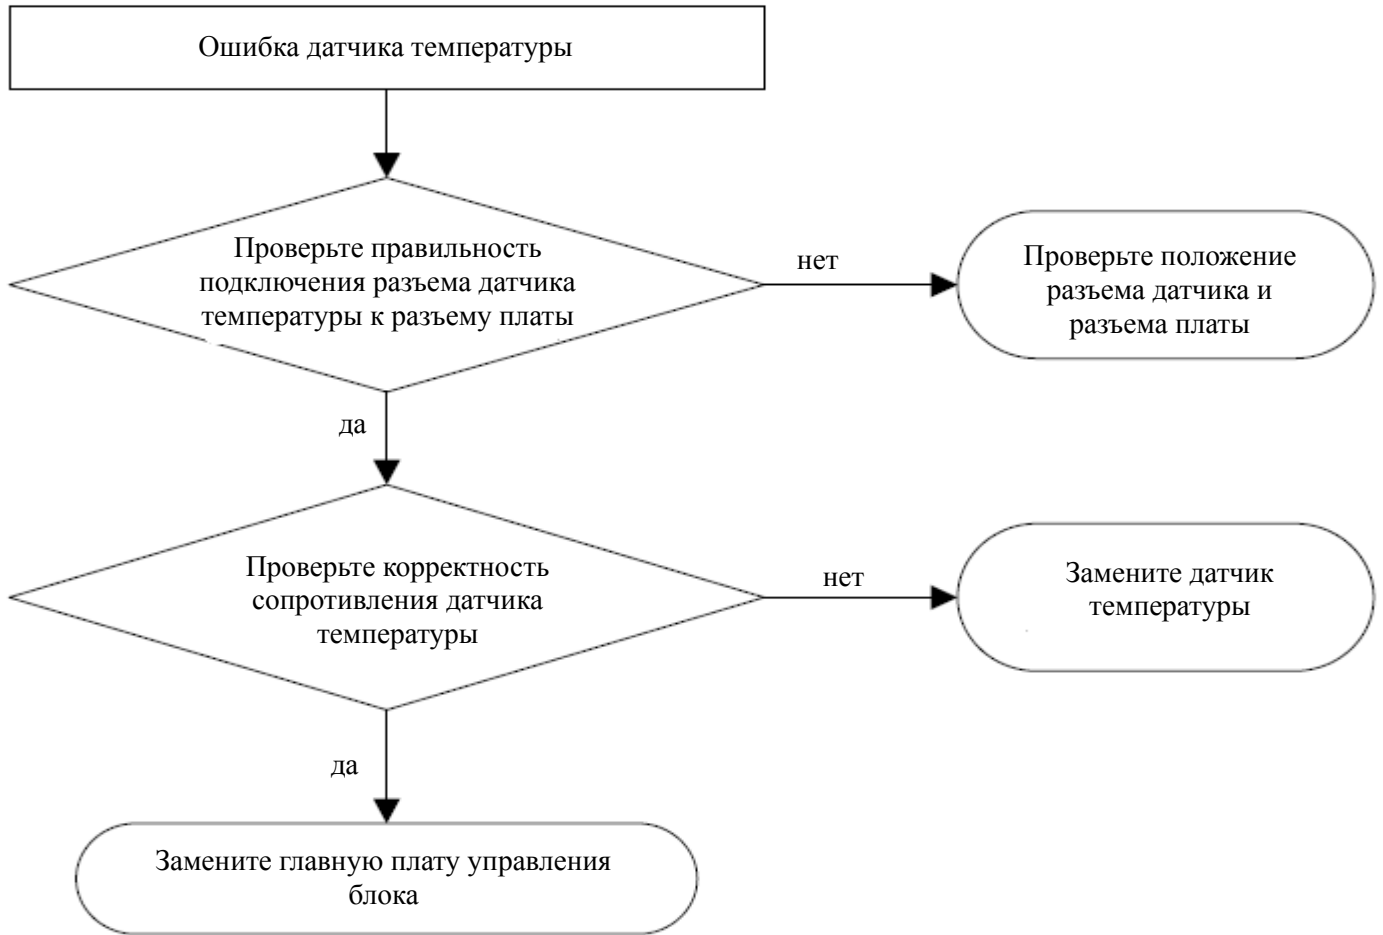 Ошибка датчика температуры
Проверьте правильность
подключения разъема датчика
температуры к разъему платы
нет
Проверьте положение
разъема датчика и
разъема платы
да
Проверьте корректность
сопротивления датчика
температуры
нет
Замените датчик
температуры
да
Замените главную плату управления
блока